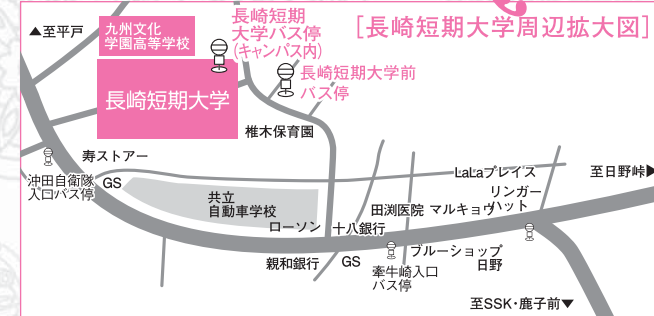 [長崎短期大学周辺拡大図]
▲至平戸
九州文化
学園高等学校
長崎短期
大学バス停
(キャンパス内)
長崎短期大学前
バス停
長崎短期大学
椎木保育園
寿ストアー
沖田自衛隊
入口バス停
GS
共立
自動車学校
LaLaプレイス
至日野峠▶
リンガー
ハット
田渕医院
マルキョウ
ローソン
十八銀行
親和銀行
GS
牽牛崎入口
バス停
ブルーショップ
日野
至SSK・鹿子前▼